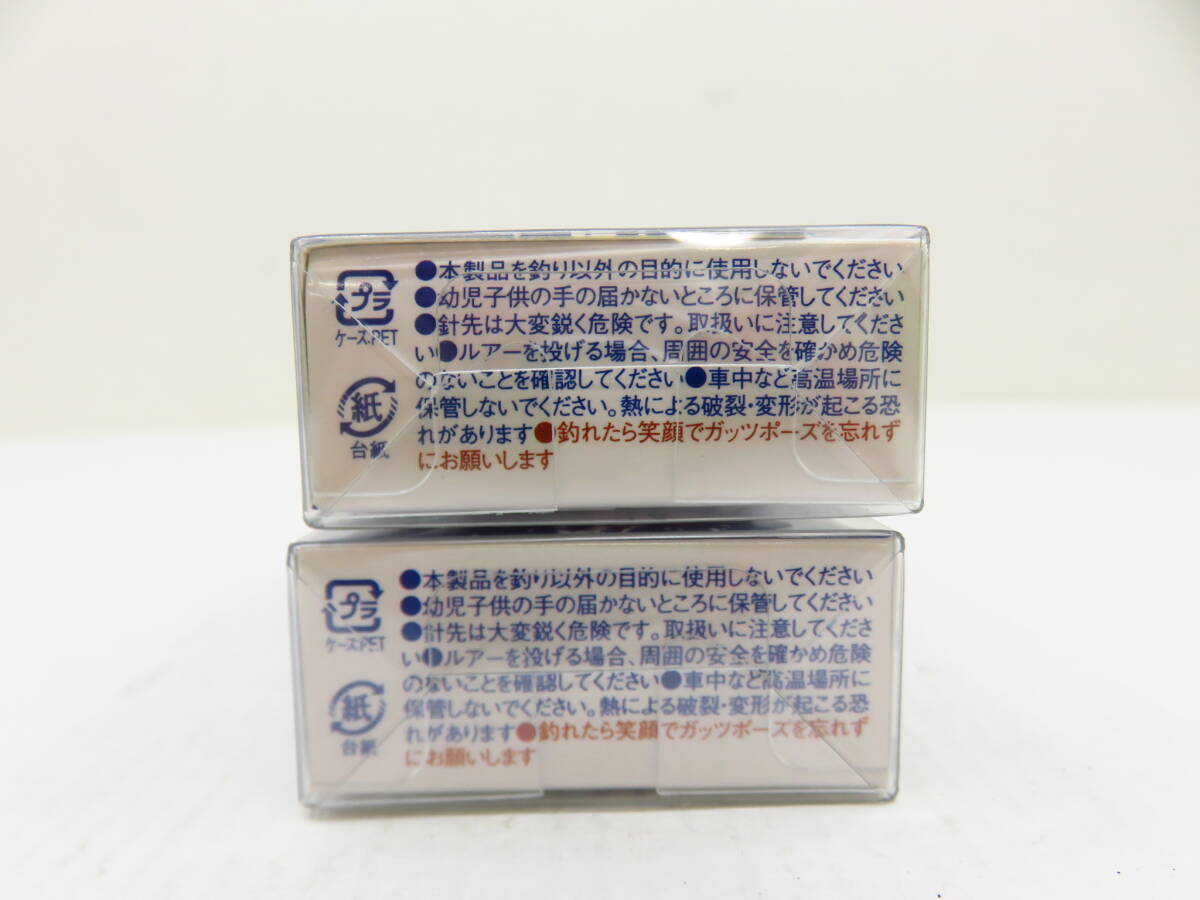 プラ
ケース PET
紙
台紙
●本製品を釣り以外の目的に使用しないでください
●幼児子供の手の届かないところに保管してください
●針先は大変鋭く危険です。取扱いに注意してくださ
い●ルアーを投げる場合、周囲の安全を確かめ危険
のないことを確認してください●車中など高温場所に
保管しないでください。熱による破裂・変形が起こる恐
れがあります●釣れたら笑顔でガッツポーズを忘れず
にお願いします
プラ
ケース PET
紙
台紙
●本製品を釣り以外の目的に使用しないでください
●幼児子供の手の届かないところに保管してください
●針先は大変鋭く危険です。取扱いに注意してくださ
い●ルアーを投げる場合、周囲の安全を確かめ危険
のないことを確認してください●車中など高温場所に
保管しないでください。熱による破裂・変形が起こる恐
れがあります●釣れたら笑顔でガッツポーズを忘れず
にお願いします